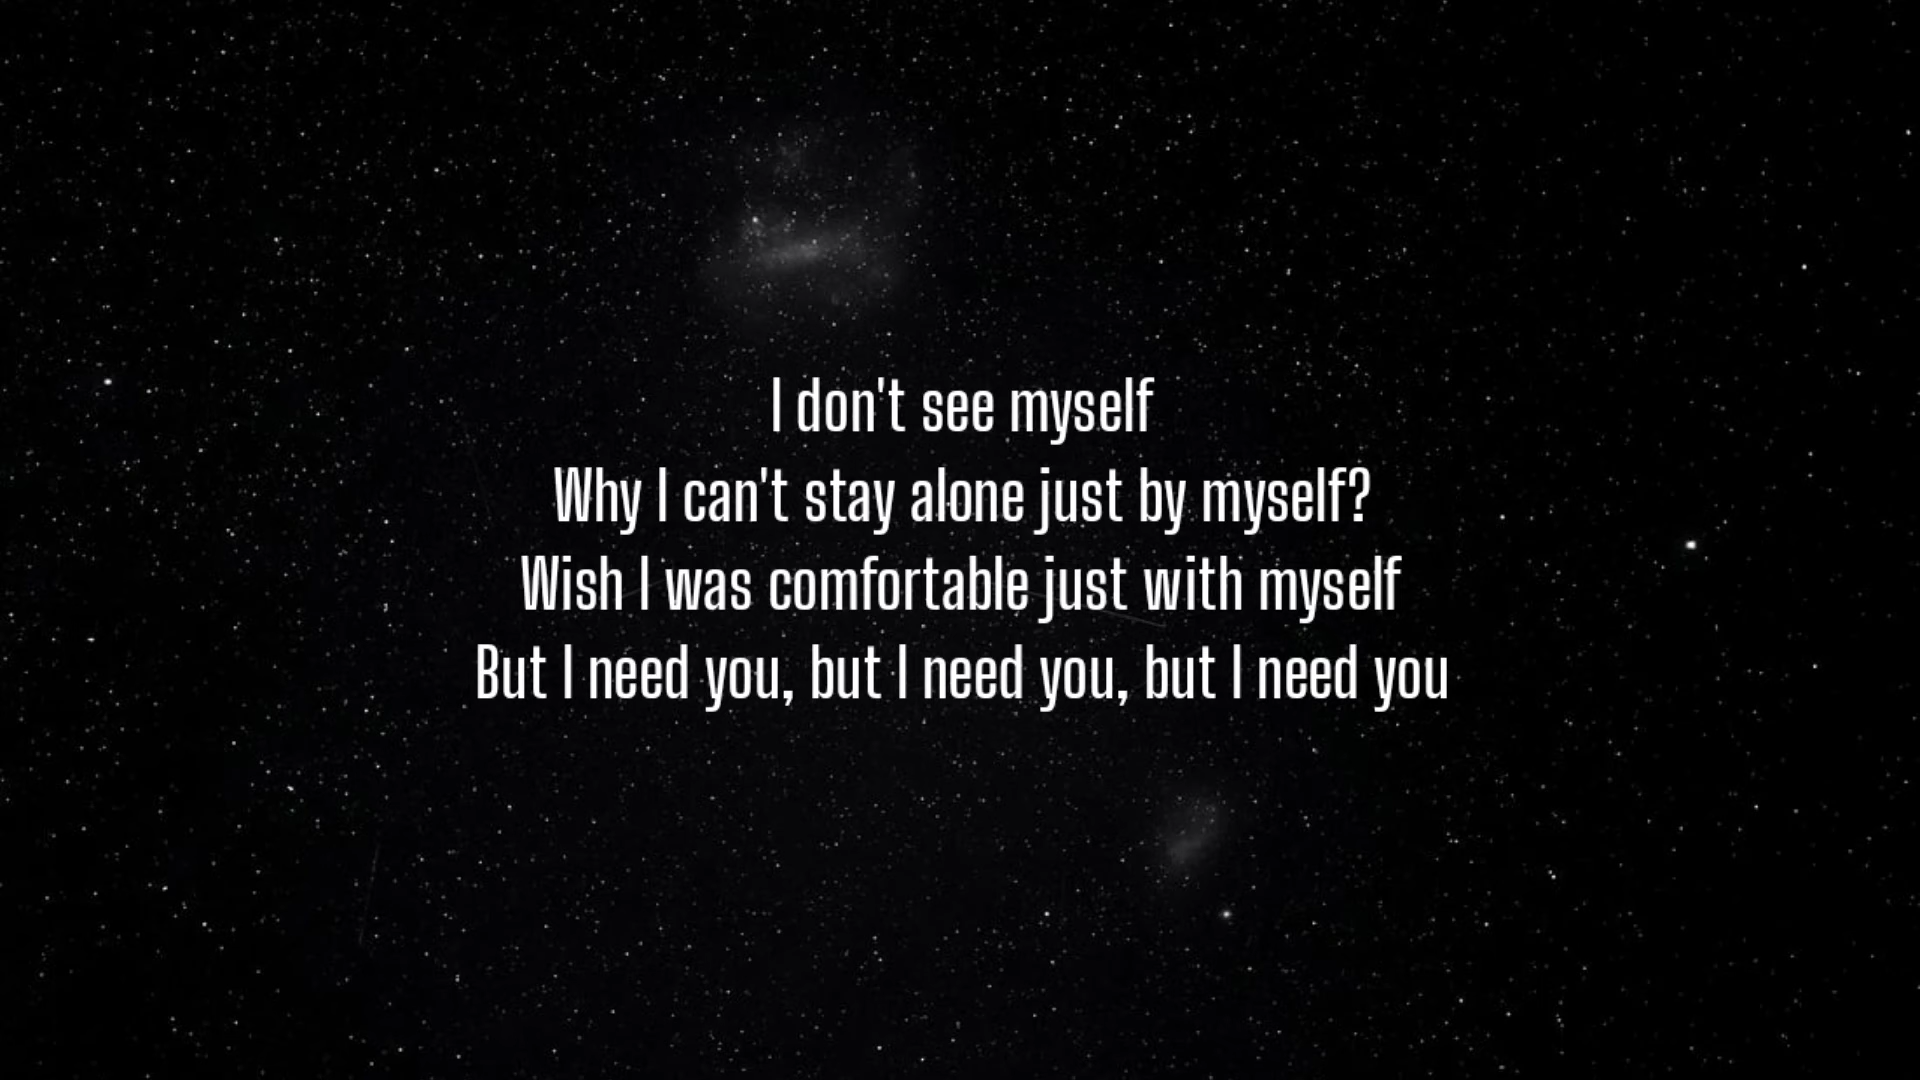 I don't see myself
Why I can't stay alone just by myself?
Wish I was comfortable just with myself
But I need you, but I need you, but I need you